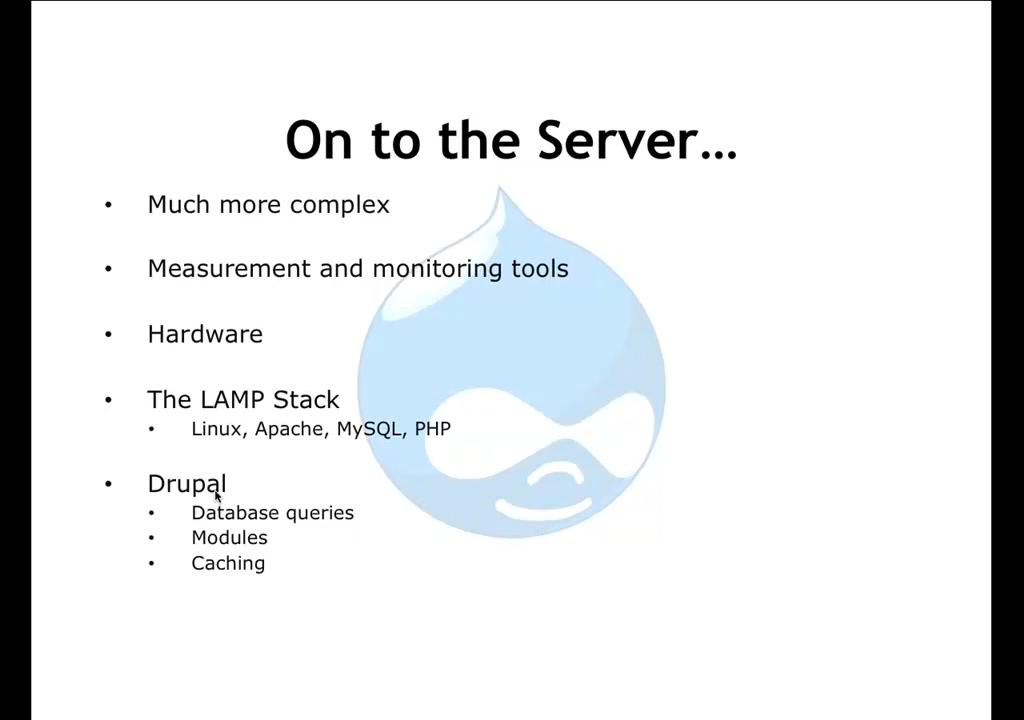 On to the Server...
• Much more complex
• Measurement and monitoring tools
• Hardware
• The LAMP Stack
• Linux, Apache, MySQL, PHP
• Drupal
• Database queries
• Modules
• Caching